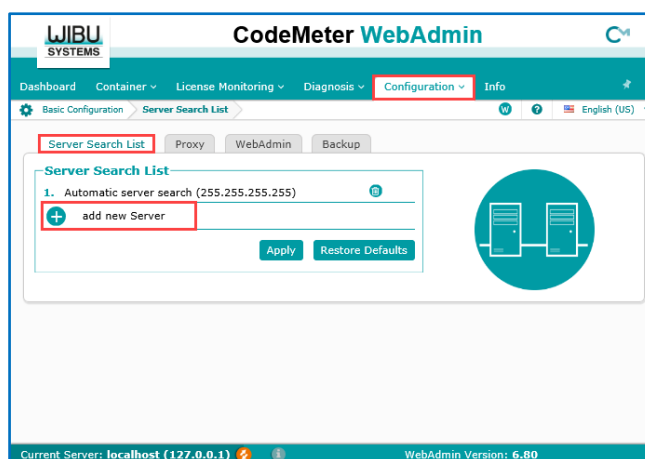 WIBU
SYSTEMS
CodeMeter WebAdmin
Dashboard Container License Monitoring Diagnosis Configuration Info
Basic Configuration Server Search List W ? English (US)
Server Search List Proxy WebAdmin Backup
Server Search List
1. Automatic server search (255.255.255.255)
add new Server
Apply Restore Defaults
Current Server: localhost (127.0.0.1) WebAdmin Version: 6.80